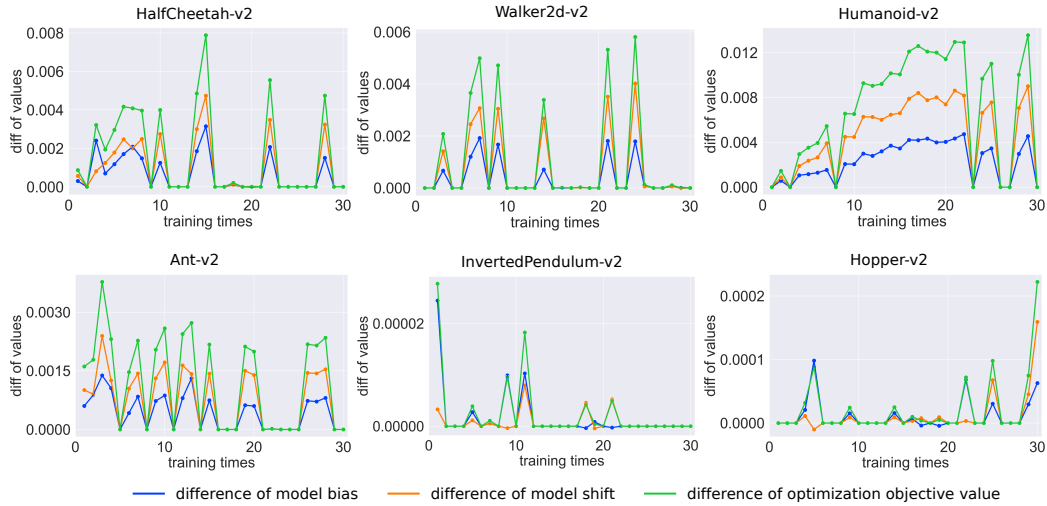 HalfCheetah-v2
Walker2d-v2
Humanoid-v2
diff of values
0.008
0.006
0.004
0.002
0.000
0
10
20
30
training times
diff of values
0.006
0.004
0.002
0.000
0
10
20
30
training times
diff of values
0.012
0.008
0.004
0.000
0
10
20
30
training times
Ant-v2
InvertedPendulum-v2
Hopper-v2
diff of values
0.0030
0.0015
0.0000
0
10
20
30
training times
diff of values
0.00002
0.00000
0
10
20
30
training times
diff of values
0.0002
0.0001
0.0000
0
10
20
30
training times
difference of model bias
difference of model shift
difference of optimization objective value